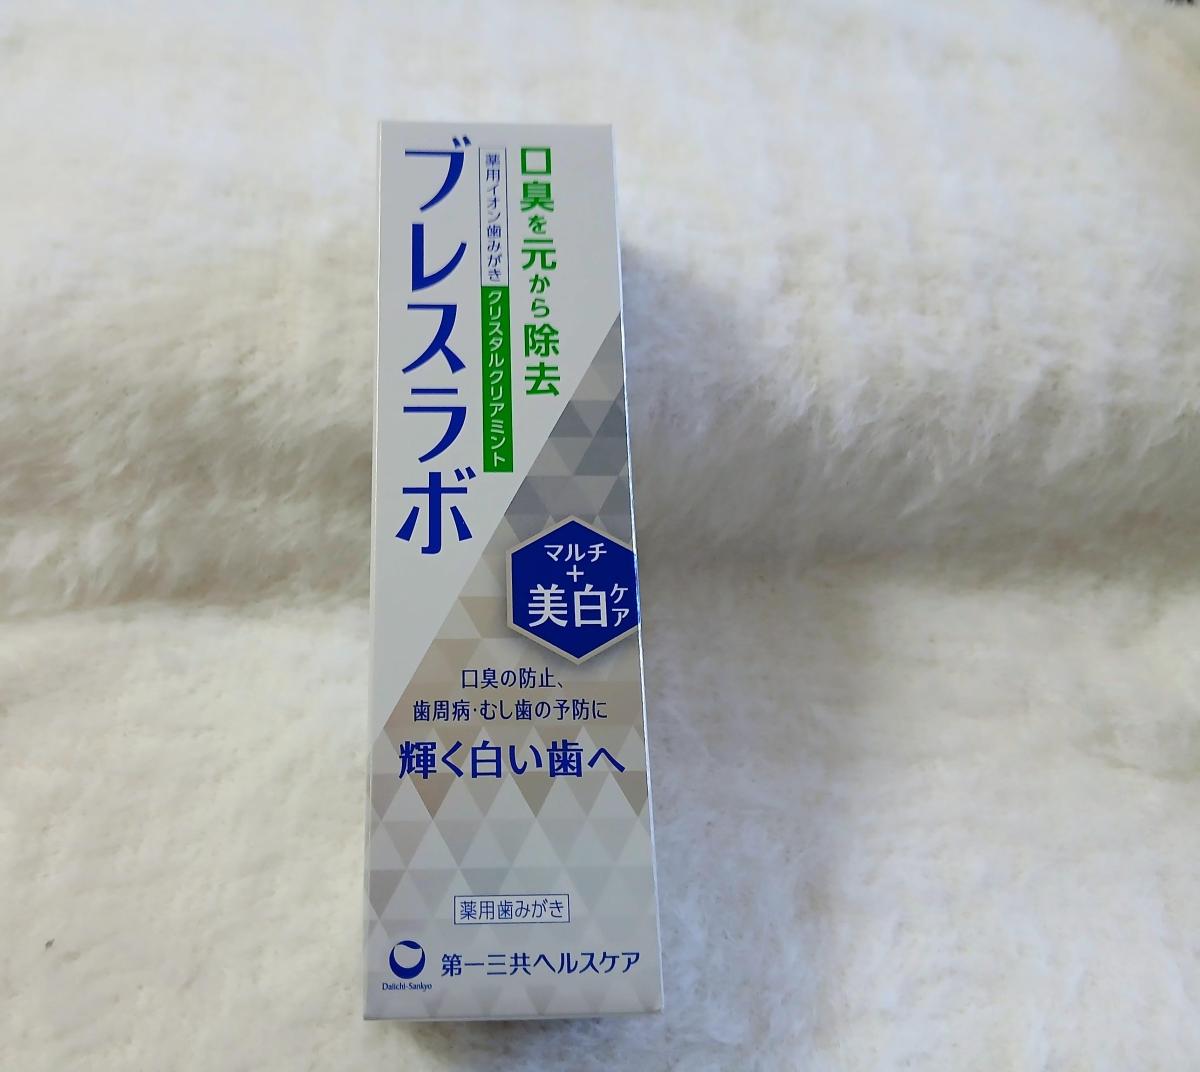 口臭を元から除去
薬用イオン歯みがき
クリスタルクリアミント
ブレスラボ
マルチ
+
美白ケア
口臭の防止、
歯周病・むし歯の予防に
輝く白い歯へ
薬用歯みがき
第一三共ヘルスケア
Daiichi-Sankyo